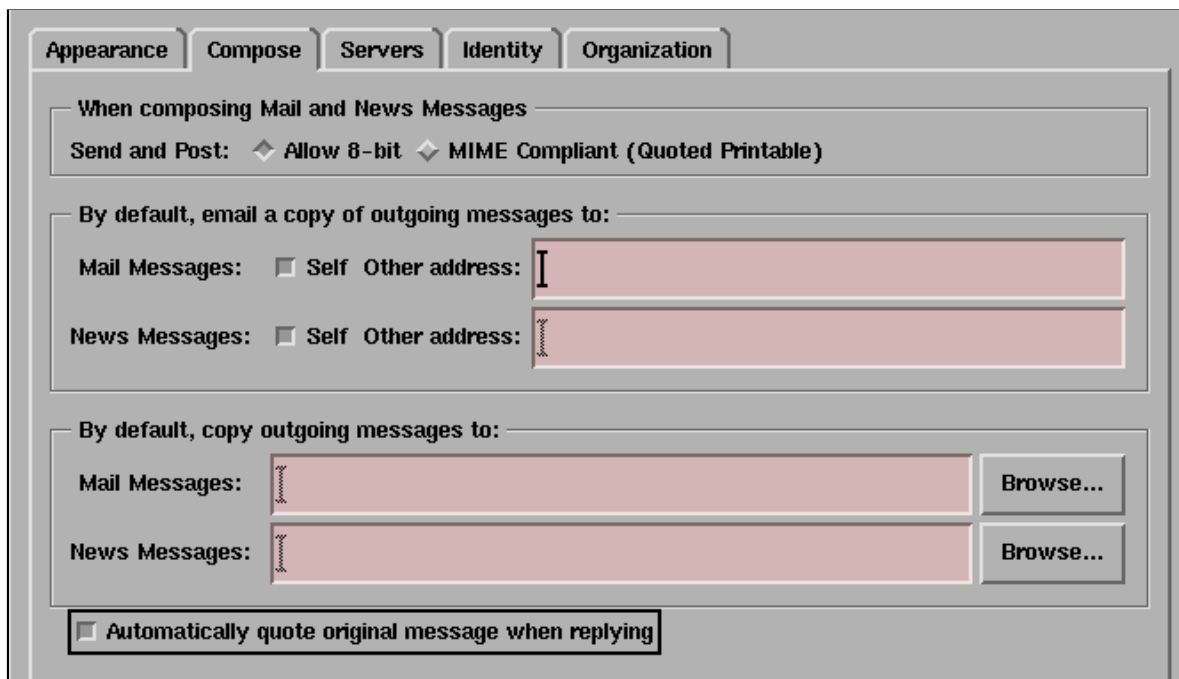 Appearance Compose Servers Identity Organization
When composing Mail and News Messages
Send and Post: Allow 8-bit MIME Compliant (Quoted Printable)
By default, email a copy of outgoing messages to:
Mail Messages: Self Other address:
News Messages: Self Other address:
By default, copy outgoing messages to:
Mail Messages: Browse...
News Messages: Browse...
Automatically quote original message when replying